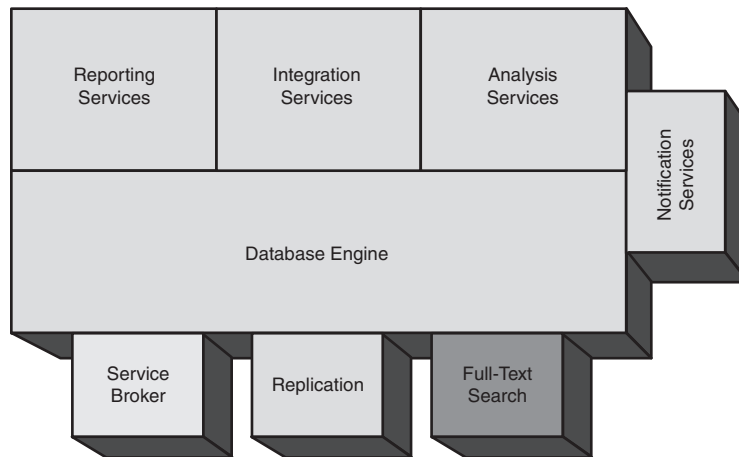 Reporting
Services
Integration
Services
Analysis
Services
Notification
Services
Database Engine
Service
Broker
Replication
Full-Text
Search